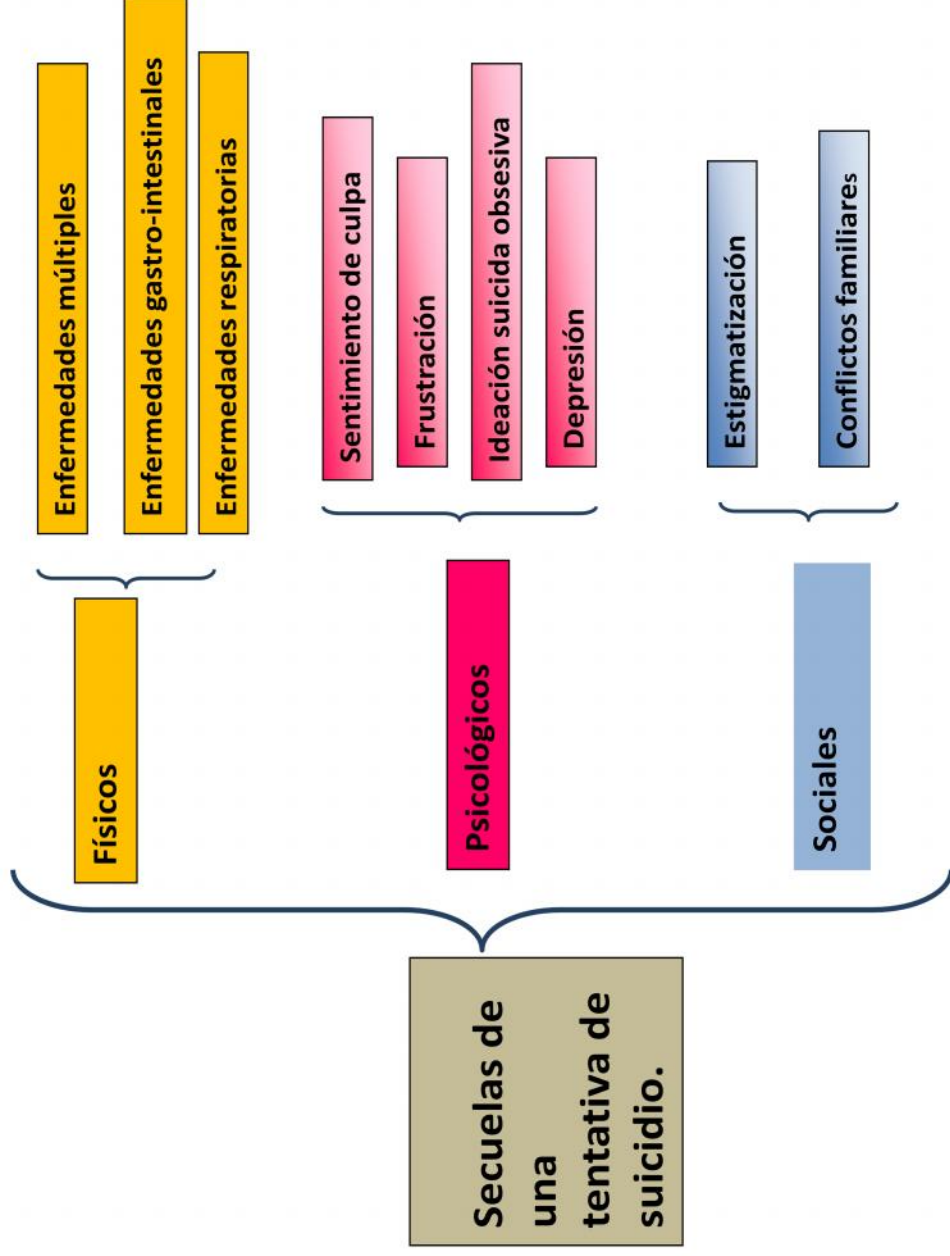 Secuelas de
una
tentativa de
suicidio.
Físicos
Enfermedades múltiples
Enfermedades gastro-intestinales
Enfermedades respiratorias
Psicológicos
Sentimiento de culpa
Frustración
Ideación suicida obsesiva
Depresión
Sociales
Estigmatización
Conflictos familiares